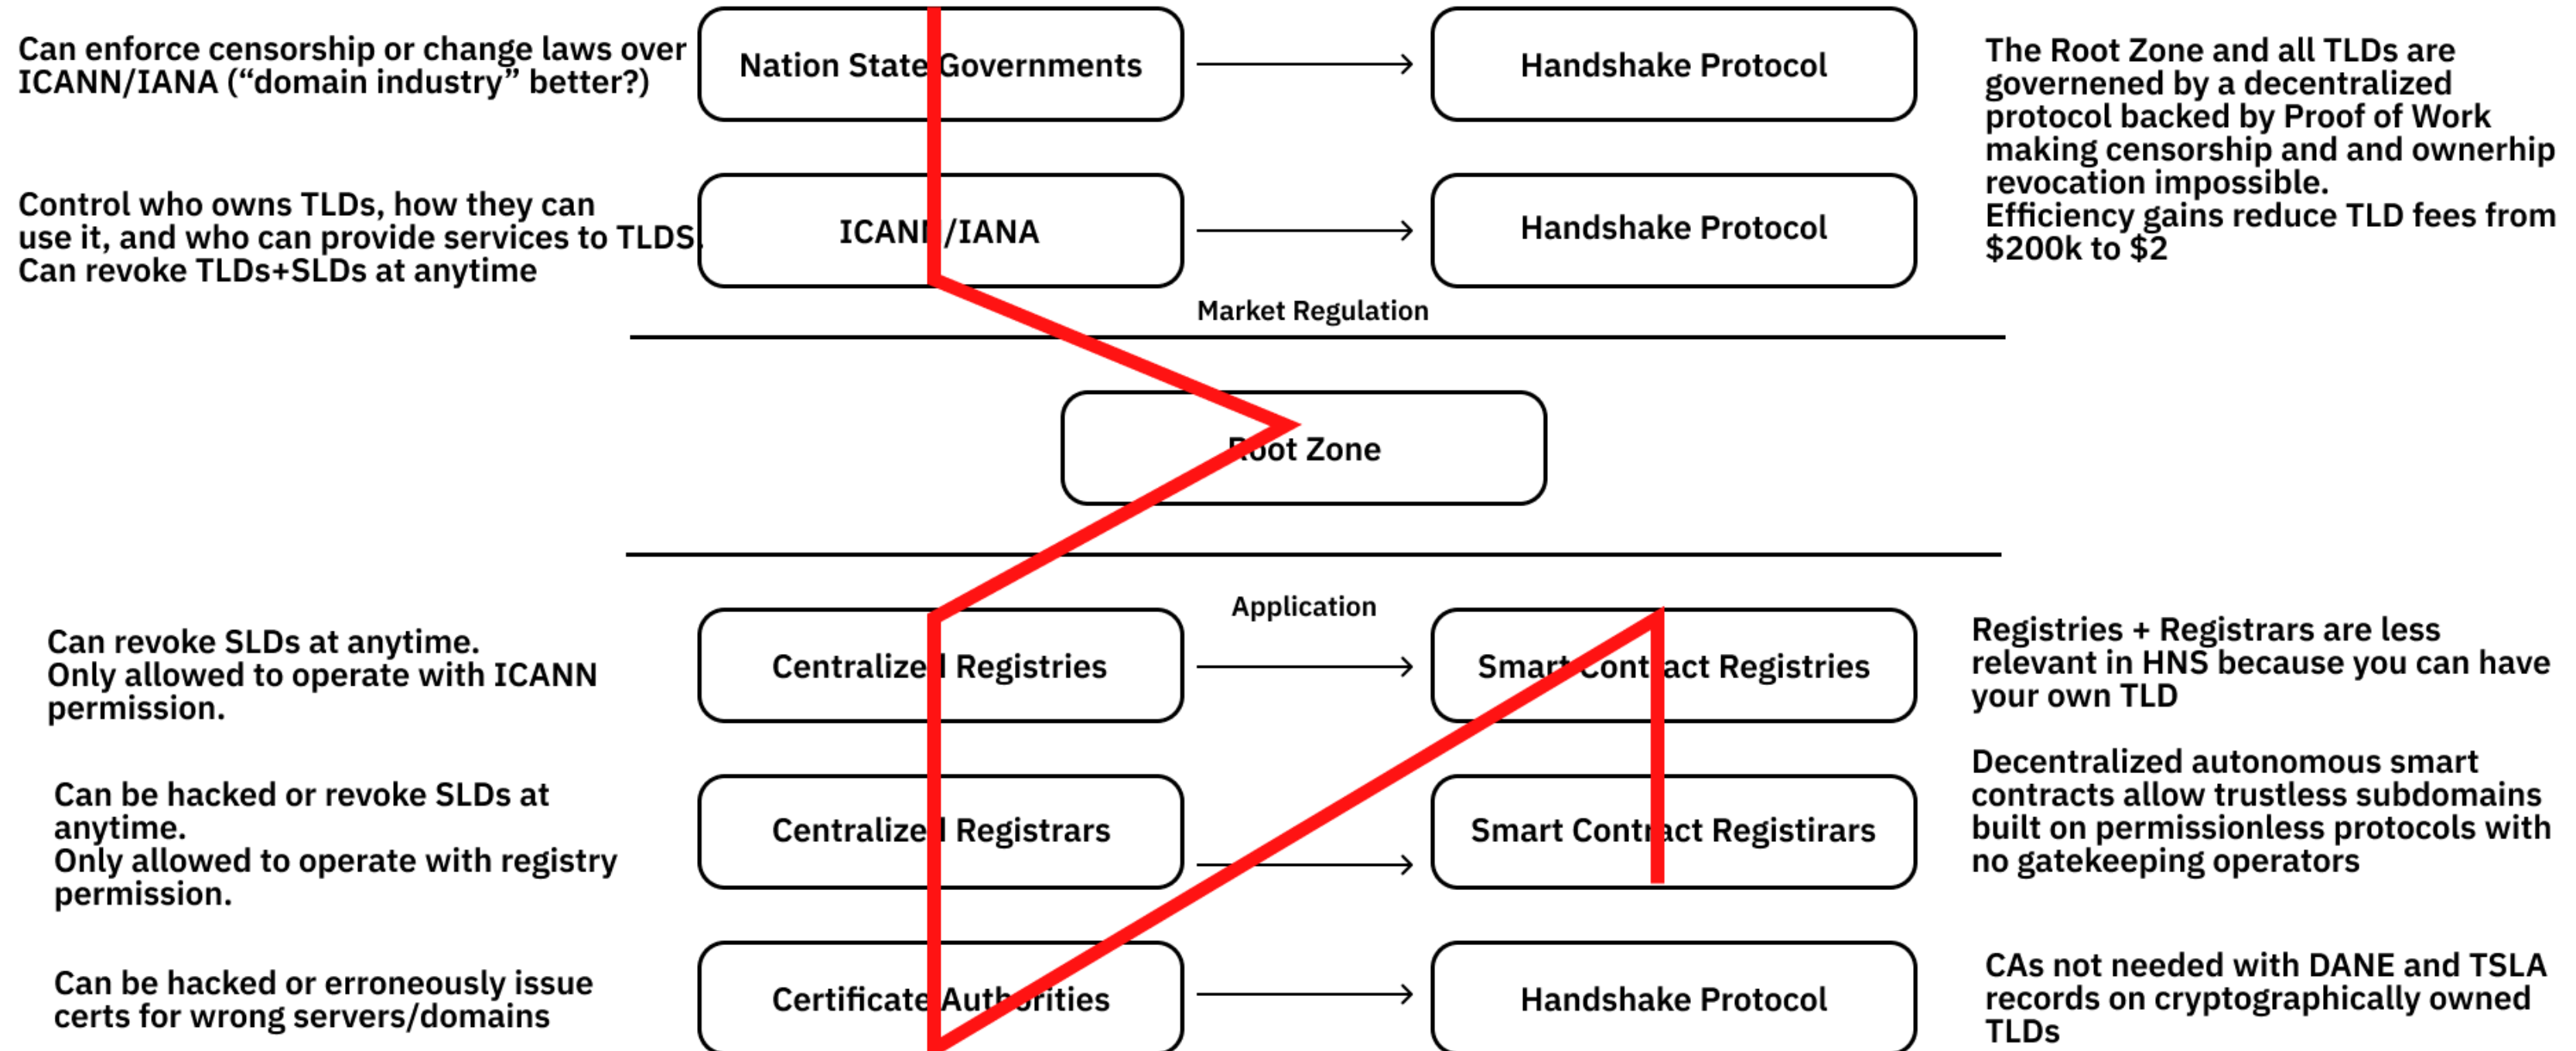 Can enforce censorship or change laws over
ICANN/IANA (“domain industry” better?)
Nation State Governments
Handshake Protocol
The Root Zone and all TLDs are
governened by a decentralized
protocol backed by Proof of Work
making censorship and and ownerhip
revocation impossible.
Efficiency gains reduce TLD fees from
$200k to $2
Control who owns TLDs, how they can
use it, and who can provide services to TLDS.
Can revoke TLDs+SLDs at anytime
ICANN/IANA
Handshake Protocol
Market Regulation
Root Zone
Application
Can revoke SLDs at anytime.
Only allowed to operate with ICANN
permission.
Centralized Registries
Smart Contract Registries
Registries + Registrars are less
relevant in HNS because you can have
your own TLD
Can be hacked or revoke SLDs at
anytime.
Only allowed to operate with registry
permission.
Centralized Registrars
Smart Contract Registirars
Decentralized autonomous smart
contracts allow trustless subdomains
built on permissionless protocols with
no gatekeeping operators
Can be hacked or erroneously issue
certs for wrong servers/domains
Certificate Authorities
Handshake Protocol
CAs not needed with DANE and TSLA
records on cryptographically owned
TLDs